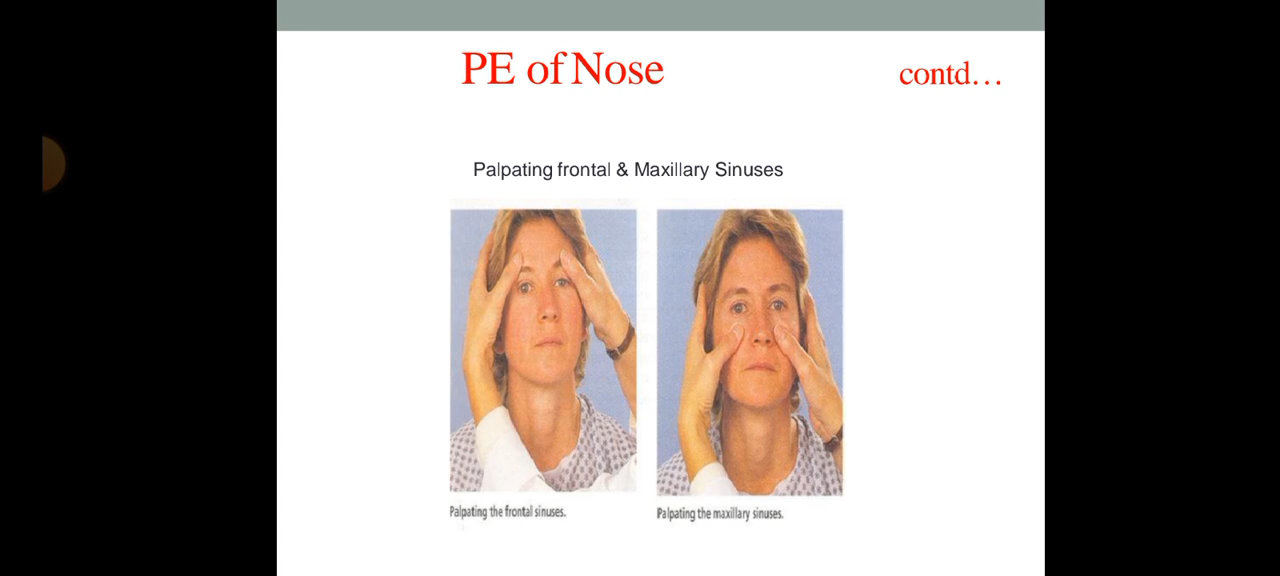 PE of Nose contd…
Palpating frontal & Maxillary Sinuses
Palpating the frontal sinuses.
Palpating the maxillary sinuses.